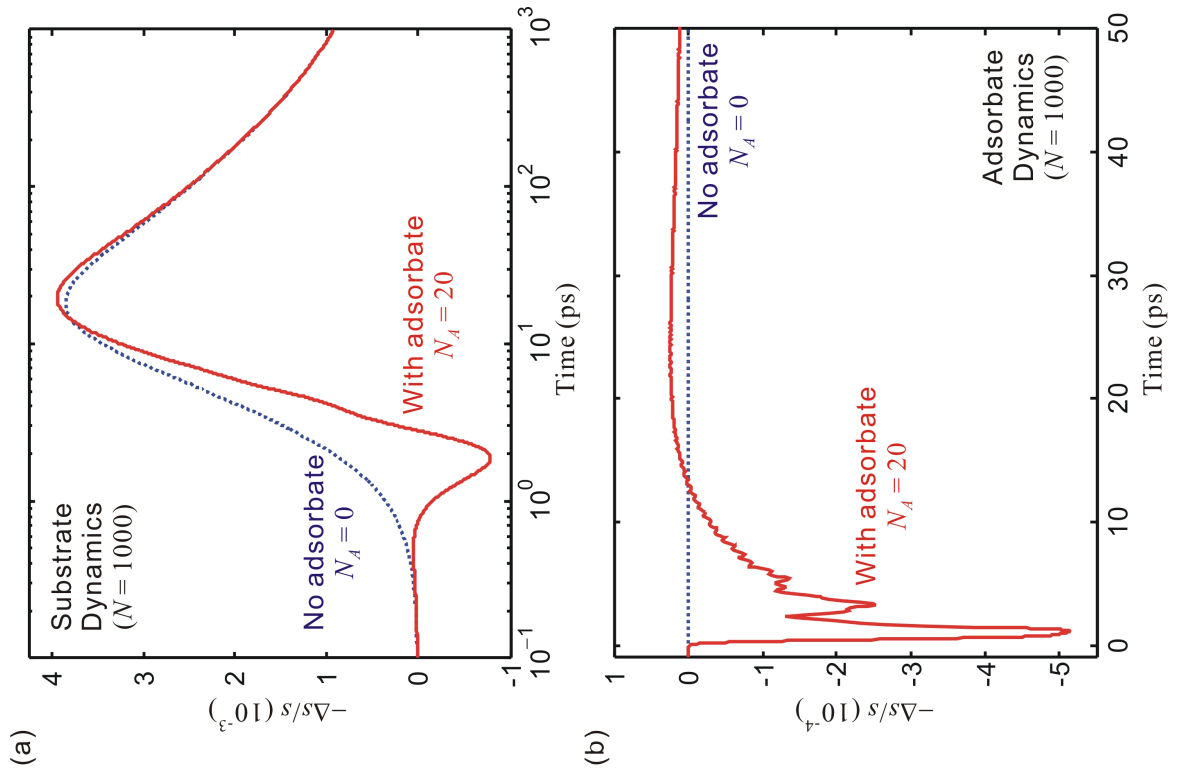 (a)
Substrate
Dynamics
(N = 1000)
No adsorbate
N_A = 0
With adsorbate
N_A = 20
4
3
2
1
0
-1
−Δs/s (10^-3)
10^-1
10^0
10^1
10^2
10^3
Time (ps)
(b)
No adsorbate
N_A = 0
With adsorbate
N_A = 20
Adsorbate
Dynamics
(N = 1000)
1
0
-1
-2
-3
-4
-5
−Δs/s (10^-4)
0
10
20
30
40
50
Time (ps)